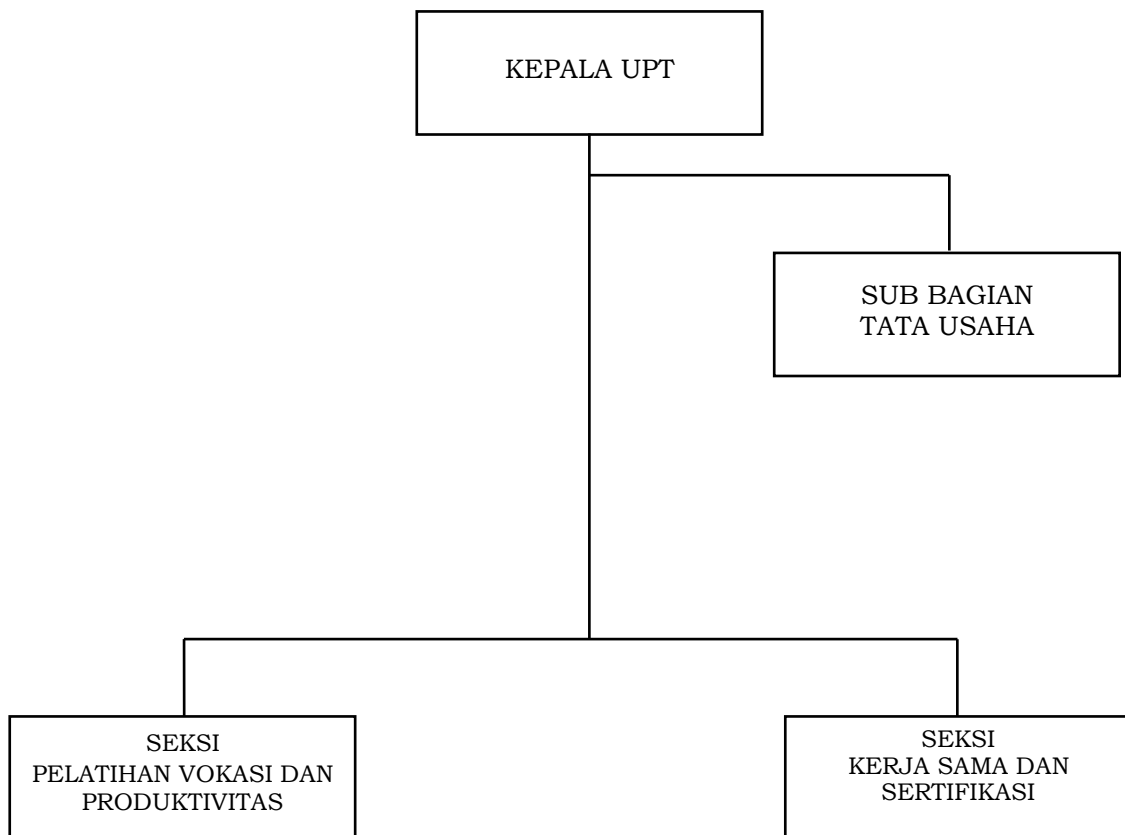 KEPALA UPT
SUB BAGIAN
TATA USAHA
SEKSI
PELATIHAN VOKASI DAN
PRODUKTIVITAS
SEKSI
KERJA SAMA DAN
SERTIFIKASI